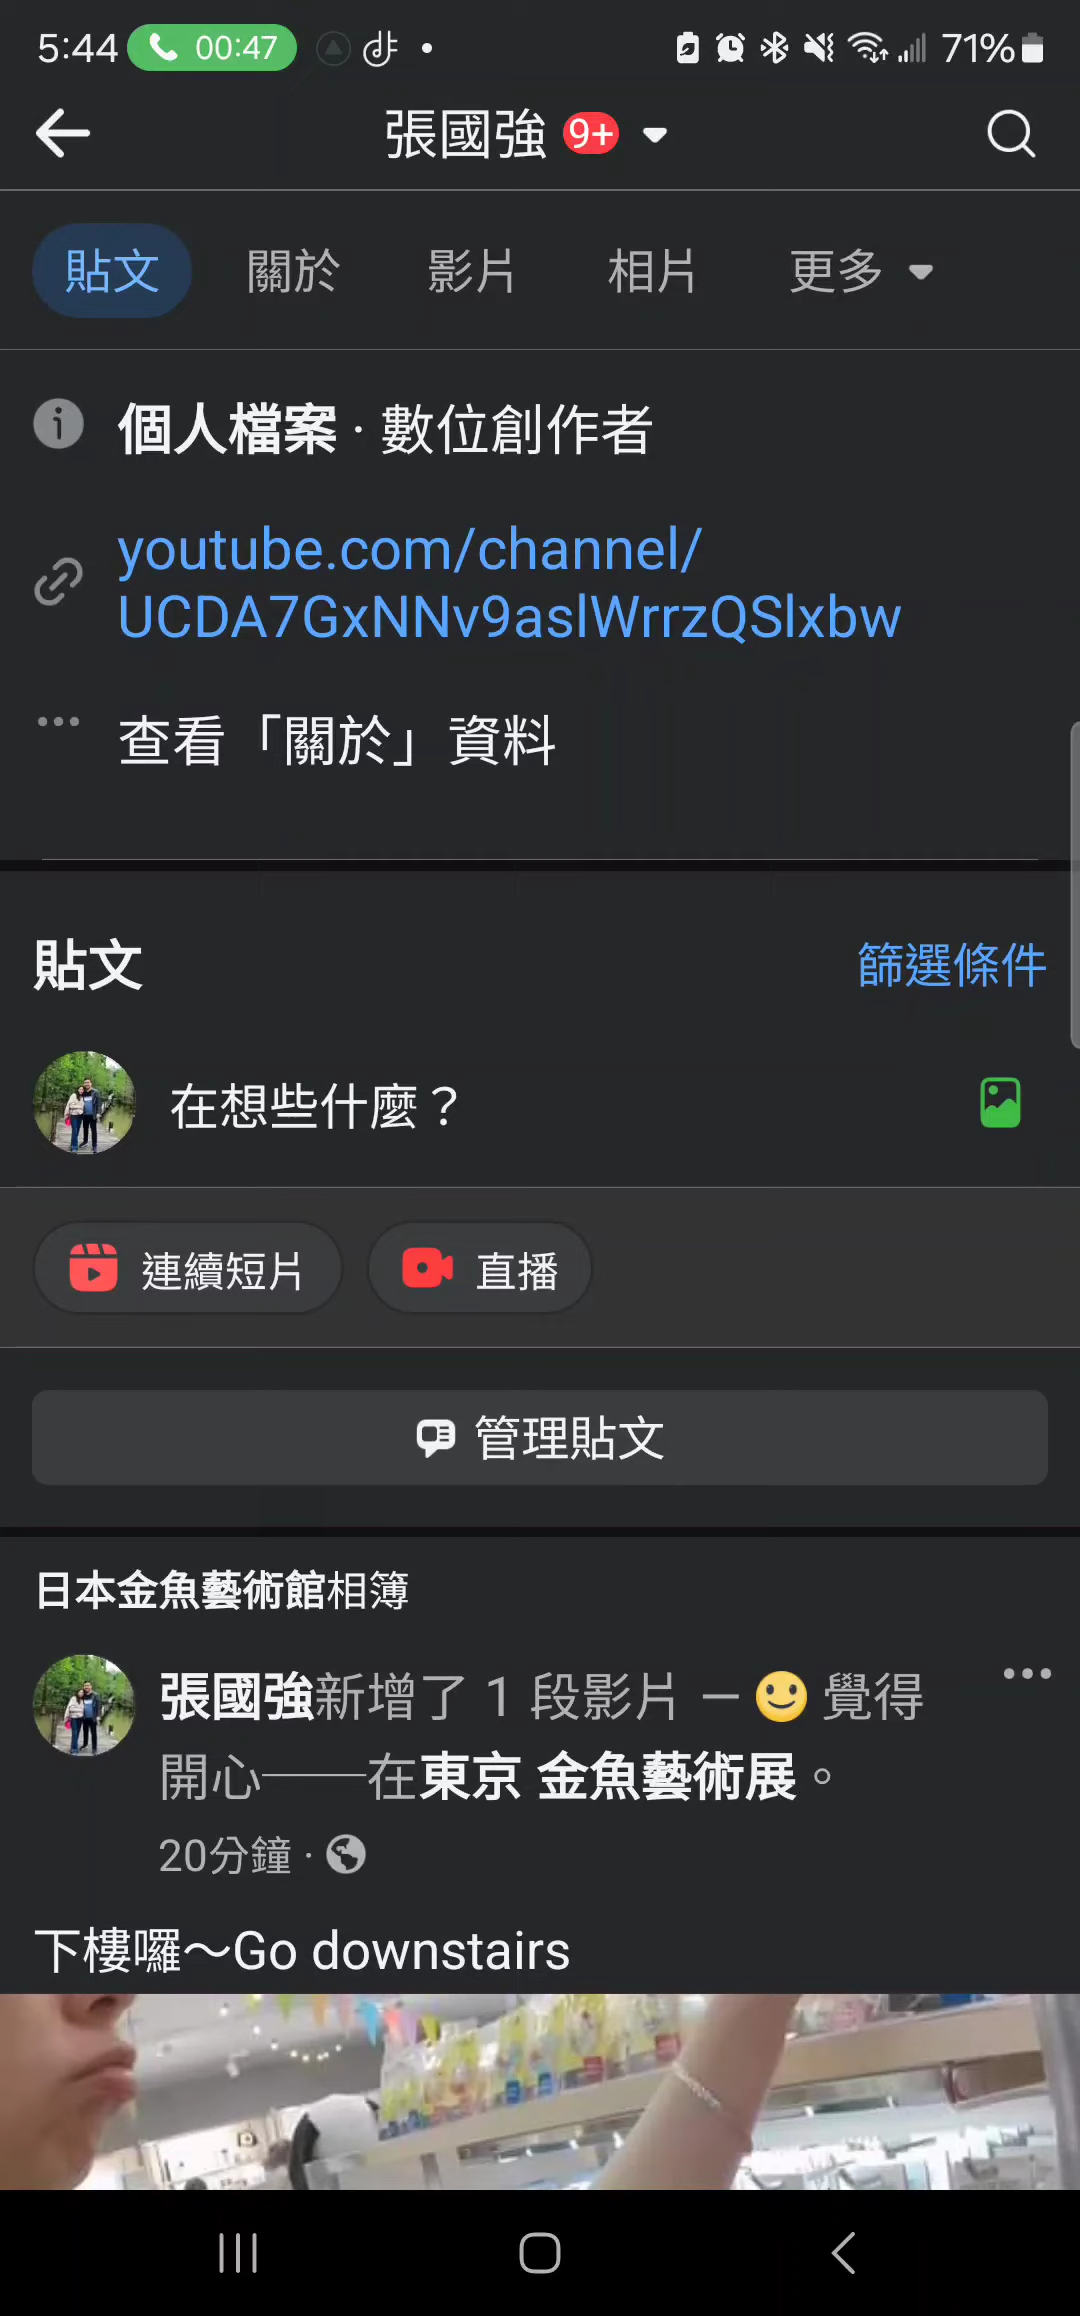 5:44 00:47 71%
張國強 9+
貼文 關於 影片 相片 更多
個人檔案 · 數位創作者
youtube.com/channel/
UCDA7GxNNv9aslWrrzQSlxbw
查看「關於」資料
貼文 篩選條件
在想些什麼？
連續短片 直播
管理貼文
日本金魚藝術館相簿
張國強新增了 1 段影片 — 🙂 覺得
開心——在東京 金魚藝術展。
20分鐘 ·
下樓囉～Go downstairs